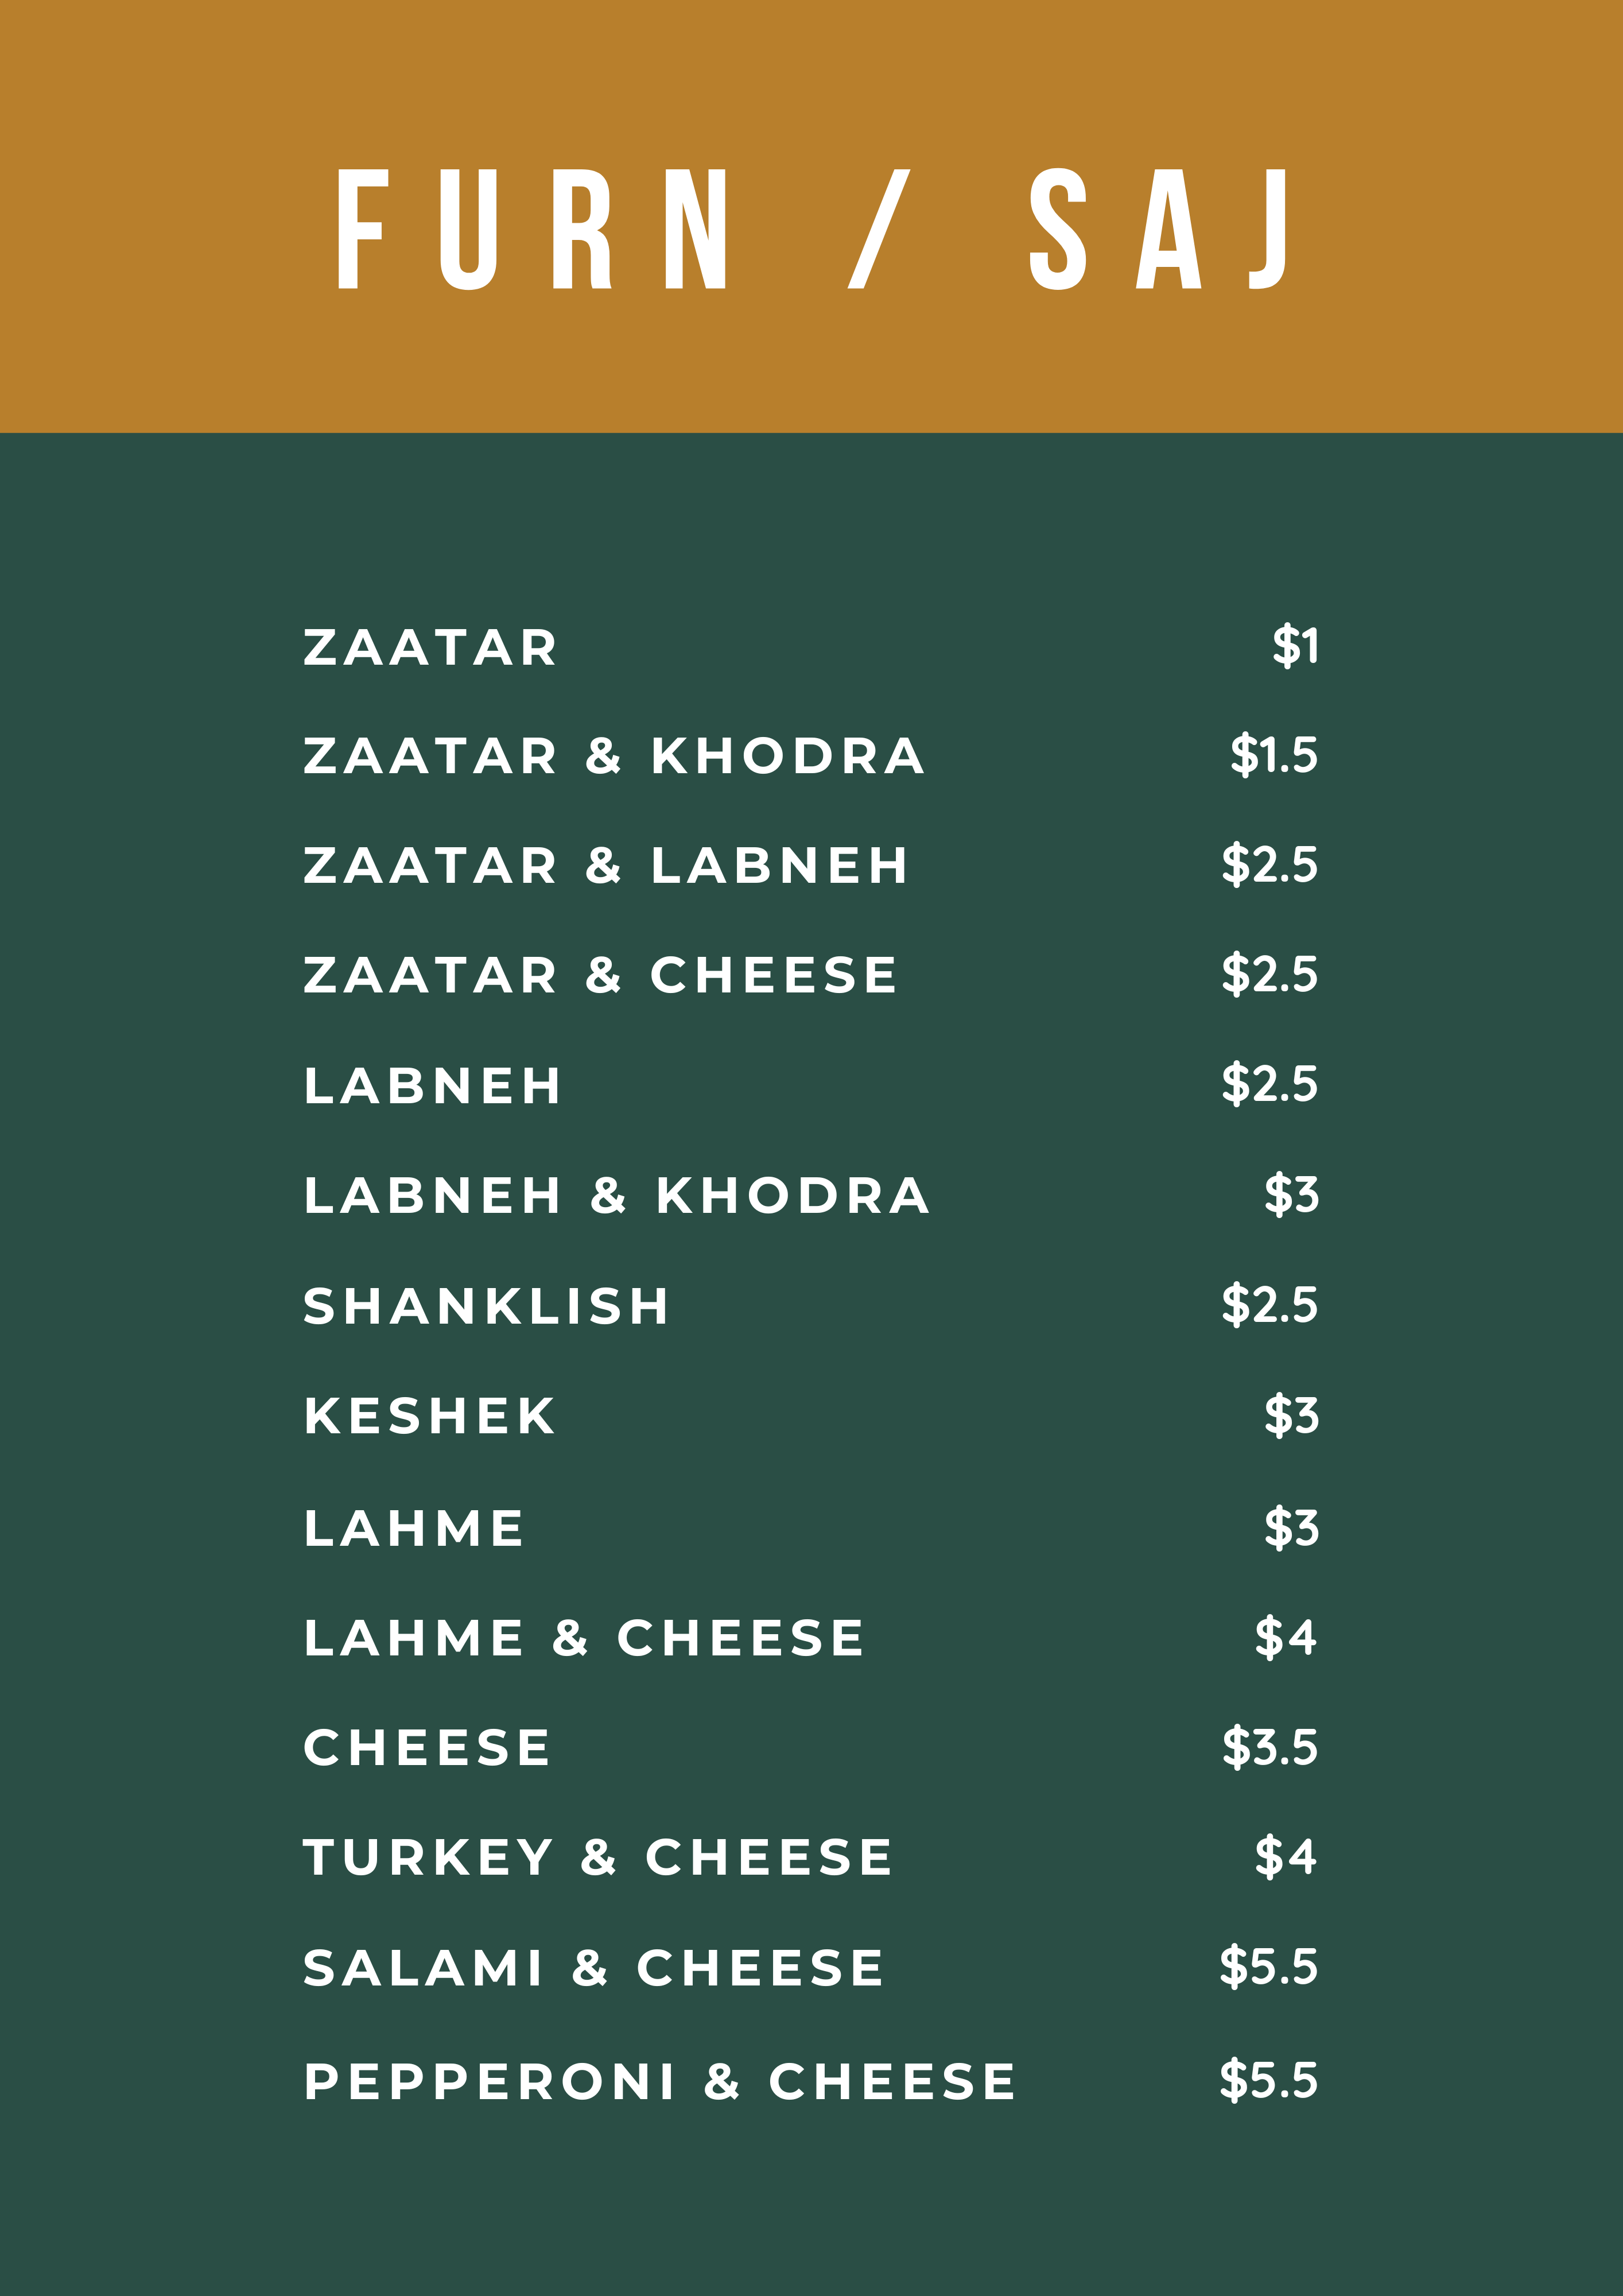 FURN / SAJ
ZAATAR $1
ZAATAR & KHODRA $1.5
ZAATAR & LABNEH $2.5
ZAATAR & CHEESE $2.5
LABNEH $2.5
LABNEH & KHODRA $3
SHANKLISH $2.5
KESHEK $3
LAHME $3
LAHME & CHEESE $4
CHEESE $3.5
TURKEY & CHEESE $4
SALAMI & CHEESE $5.5
PEPPERONI & CHEESE $5.5